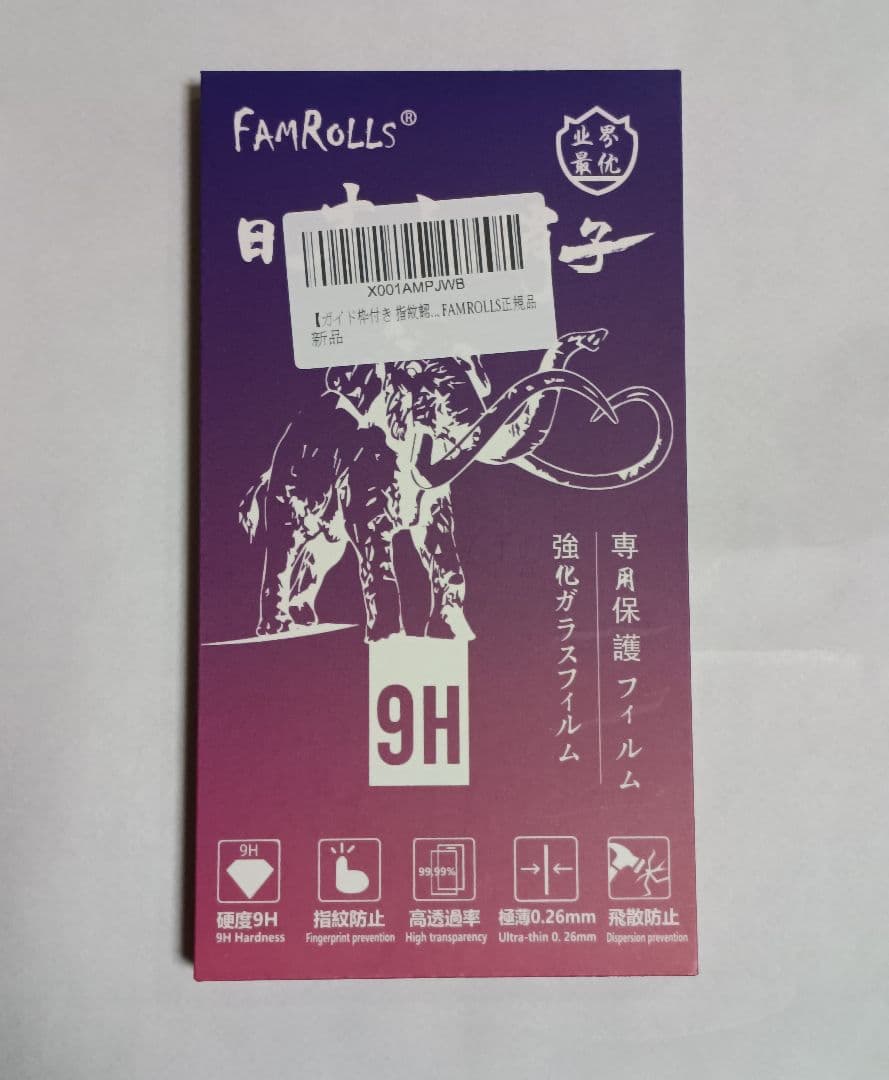 FAMROLLS®
业界
最优
日
子
X001AMPJWB
【ガイド枠付き 指紋認... FAMROLLS正規品
新品
専用保護フィルム
強化ガラスフィルム
9H
9H
99.99%
硬度9H
指紋防止
高透過率
極薄0.26mm
飛散防止
9H Hardness
Fingerprint prevention
High transparency
Ultra-thin 0. 26mm
Dispersion prevention